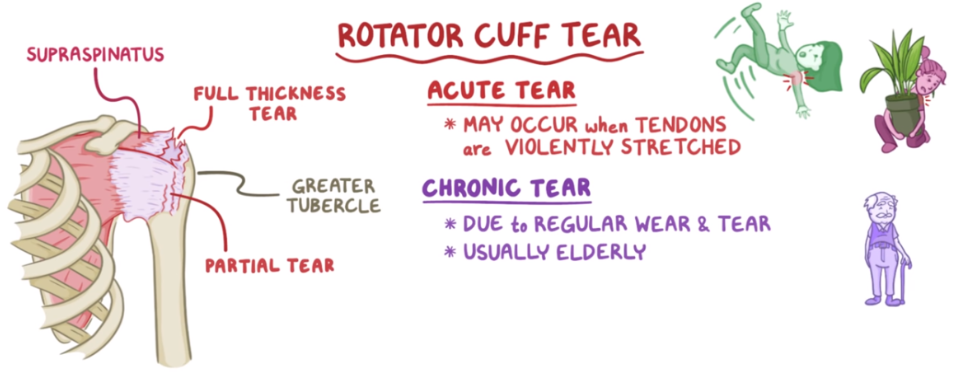 ROTATOR CUFF TEAR
SUPRASPINATUS
FULL THICKNESS
TEAR
GREATER
TUBERCLE
PARTIAL TEAR
ACUTE TEAR
* MAY OCCUR when TENDONS
are VIOLENTLY STRETCHED
CHRONIC TEAR
* DUE to REGULAR WEAR & TEAR
* USUALLY ELDERLY